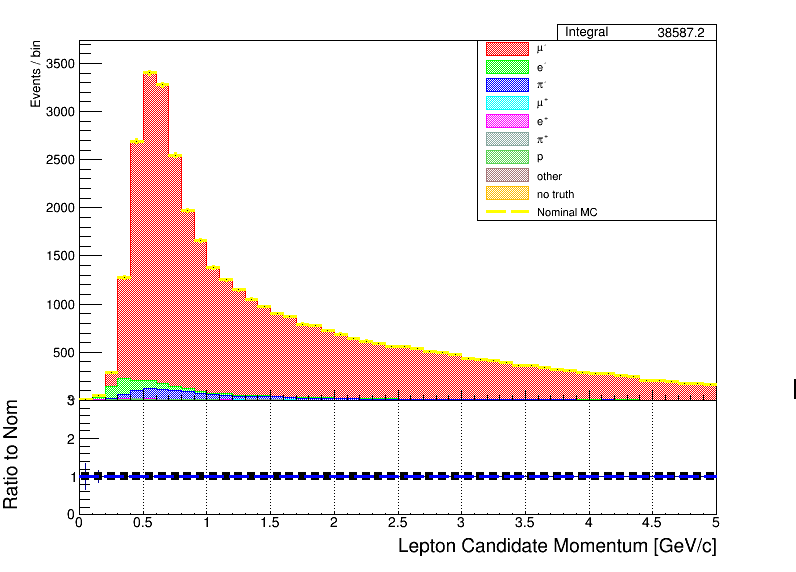 Integral 38587.2
Events / bin
3500
3000
2500
2000
1500
1000
500
μ⁻
e⁻
π⁻
μ⁺
e⁺
π⁺
p
other
no truth
Nominal MC
Ratio to Nom
3
2
1
0
0 0.5 1 1.5 2 2.5 3 3.5 4 4.5 5
Lepton Candidate Momentum [GeV/c]